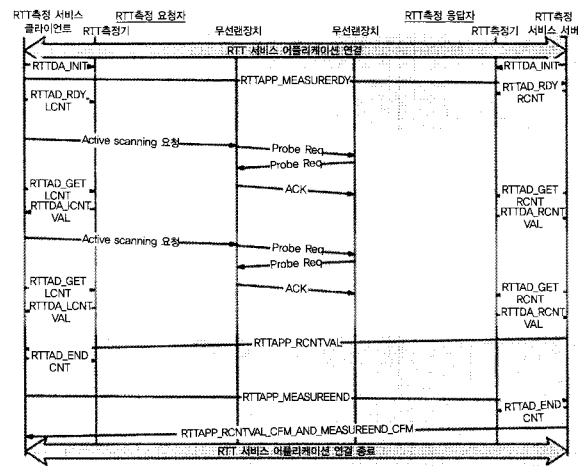 RTT측정 서비스
클라이언트
RTT측정 요청자
RTT측정기
무선랜장치
무선랜장치
RTT측정 응답자
RTT측정기
RTT측정
서비스 서버
RTT 서비스 어플리케이션 연결
RTTDA_INIT
RTTDA_INIT
RTTAPP_MEASURERDY
RTTAD_RDY
LCNT
RTTAD_RDY
RCNT
Active scanning 요청
Probe Req
Probe Req
RTTAD_GET
LCNT
ACK
RTTAD_GET
RCNT
RTTDA_LCNT
VAL
RTTDA_RCNT
VAL
Active scanning 요청
Probe Req
Probe Req
RTTAD_GET
LCNT
ACK
RTTAD_GET
RCNT
RTTDA_LCNT
VAL
RTTDA_RCNT
VAL
RTTAPP_RCNTVAL
RTTAD_END
CNT
RTTAPP_MEASUREEND
RTTAD_END
CNT
RTTAPP_RCNTVAL_CFM_AND_MEASUREEND_CFM
RTT 서비스 어플리케이션 연결 종료